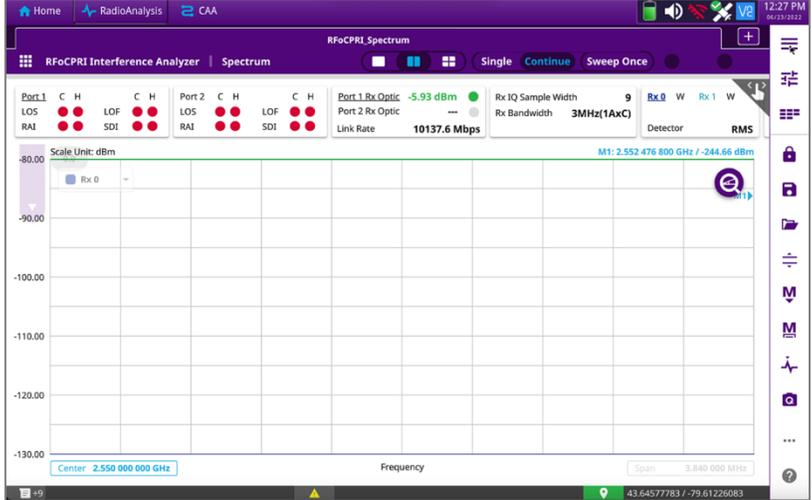 Home RadioAnalysis CAA 12:27 PM
06/23/2022
RFoCPRI_Spectrum
RFoCPRI Interference Analyzer | Spectrum Single Continue Sweep Once
Port 1 C H C H Port 2 C H C H Port 1 Rx Optic -5.93 dBm Rx IQ Sample Width 9 Rx 0 W Rx 1 W
LOS LOF LOS LOF Port 2 Rx Optic --- Rx Bandwidth 3MHz(1AxC)
RAI SDI RAI SDI Link Rate 10137.6 Mbps Detector RMS
Scale Unit: dBm M1: 2.552 476 800 GHz / -244.66 dBm
-80.00
Rx 0
M1
-90.00
-100.00
-110.00
-120.00
-130.00
Center 2.550 000 000 GHz Frequency Span 3.840 000 MHz
+9 43.64577783 / -79.61226083